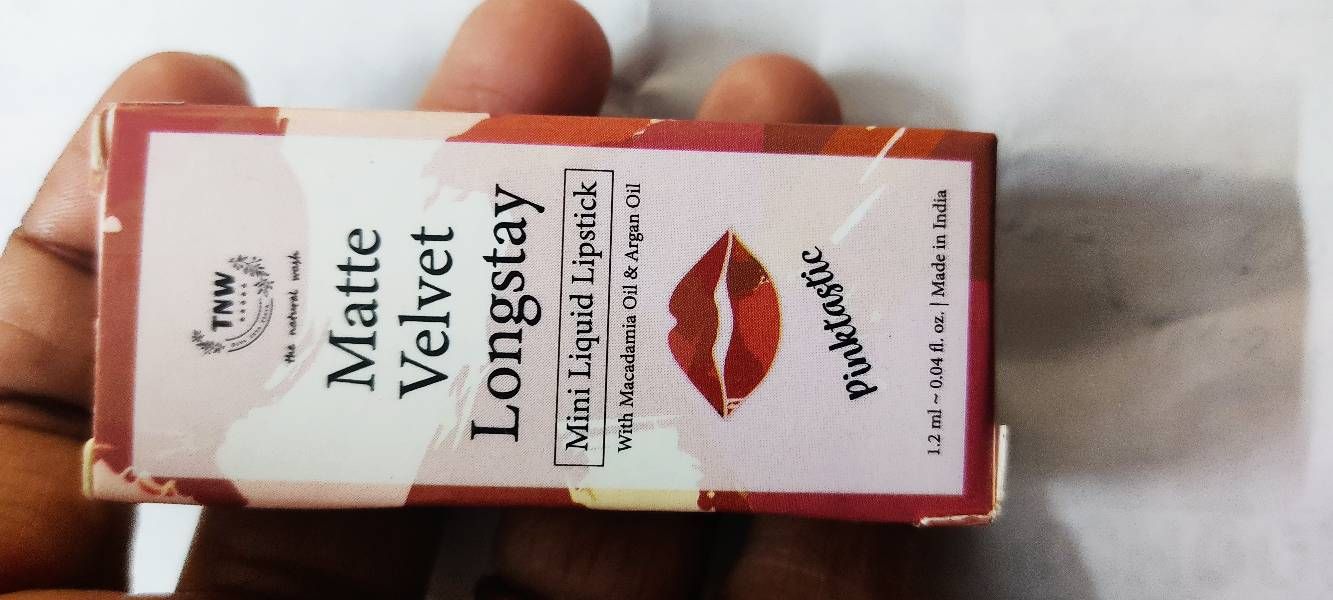 TNW
the natural wash
Matte
Velvet
Longstay
Mini Liquid Lipstick
With Macadamia Oil & Argan Oil
pinktastic
1.2 ml ~ 0.04 fl. oz. | Made in India